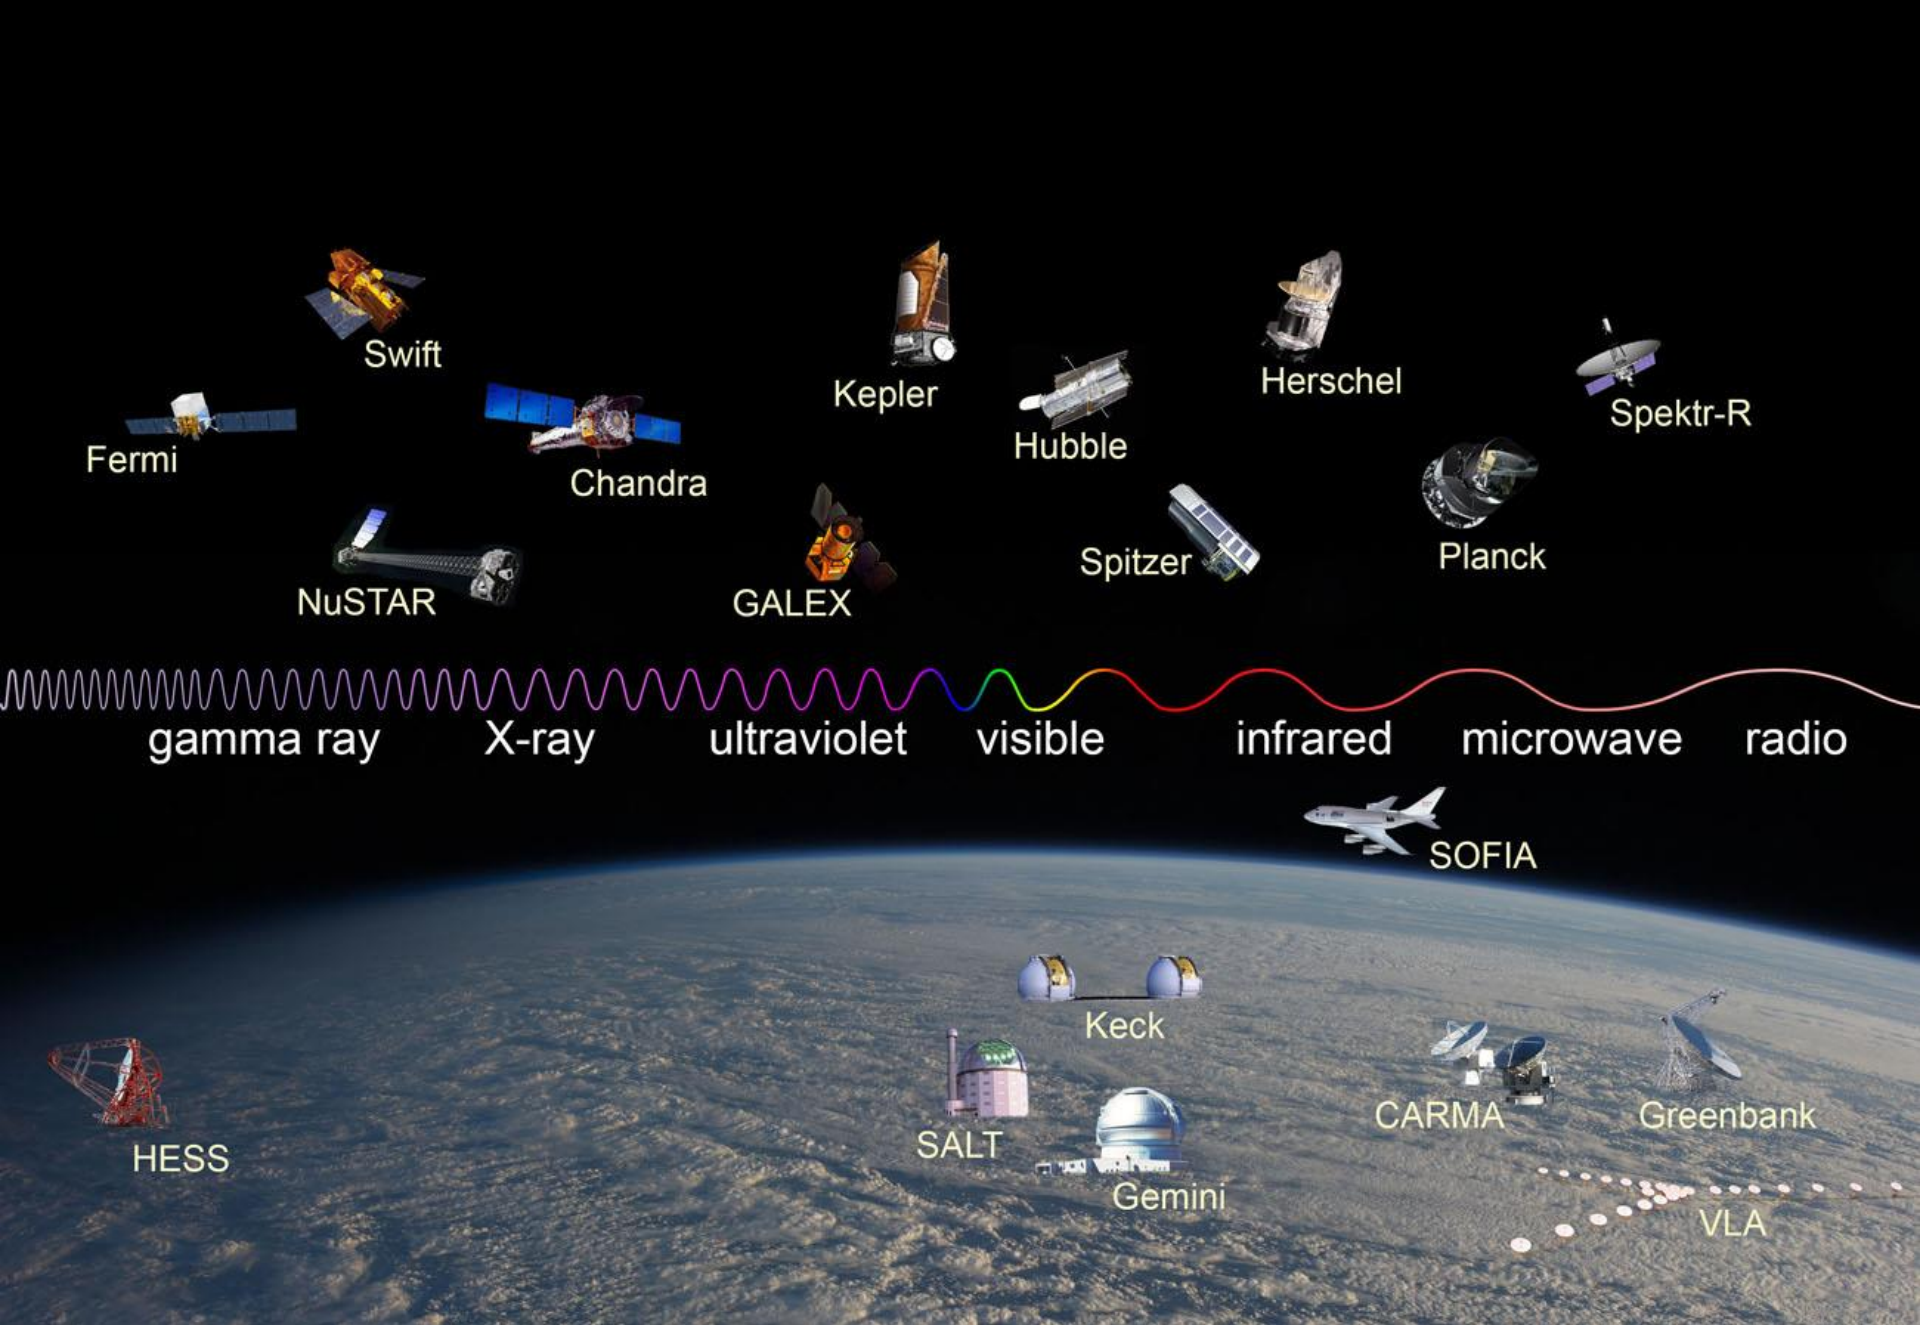 Swift
Kepler
Herschel
Spektr-R
Fermi
Hubble
Chandra
Spitzer
Planck
NuSTAR
GALEX
gamma ray
X-ray
ultraviolet
visible
infrared
microwave
radio
SOFIA
Keck
CARMA
Greenbank
SALT
HESS
Gemini
VLA